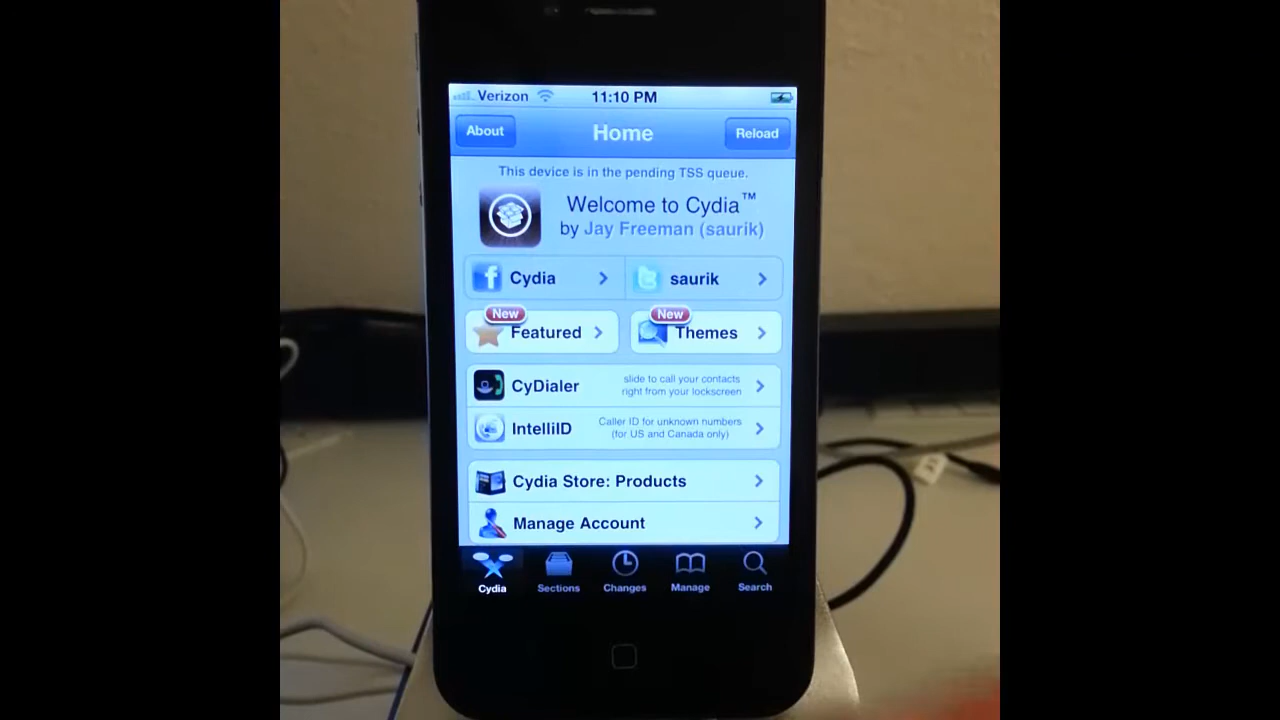 Verizon 11:10 PM
About Home Reload
This device is in the pending TSS queue.
Welcome to Cydia™
by Jay Freeman (saurik)
Cydia saurik
New New
Featured Themes
CyDialer slide to call your contacts
right from your lockscreen
IntelliID Caller ID for unknown numbers
(for US and Canada only)
Cydia Store: Products
Manage Account
Cydia Sections Changes Manage Search